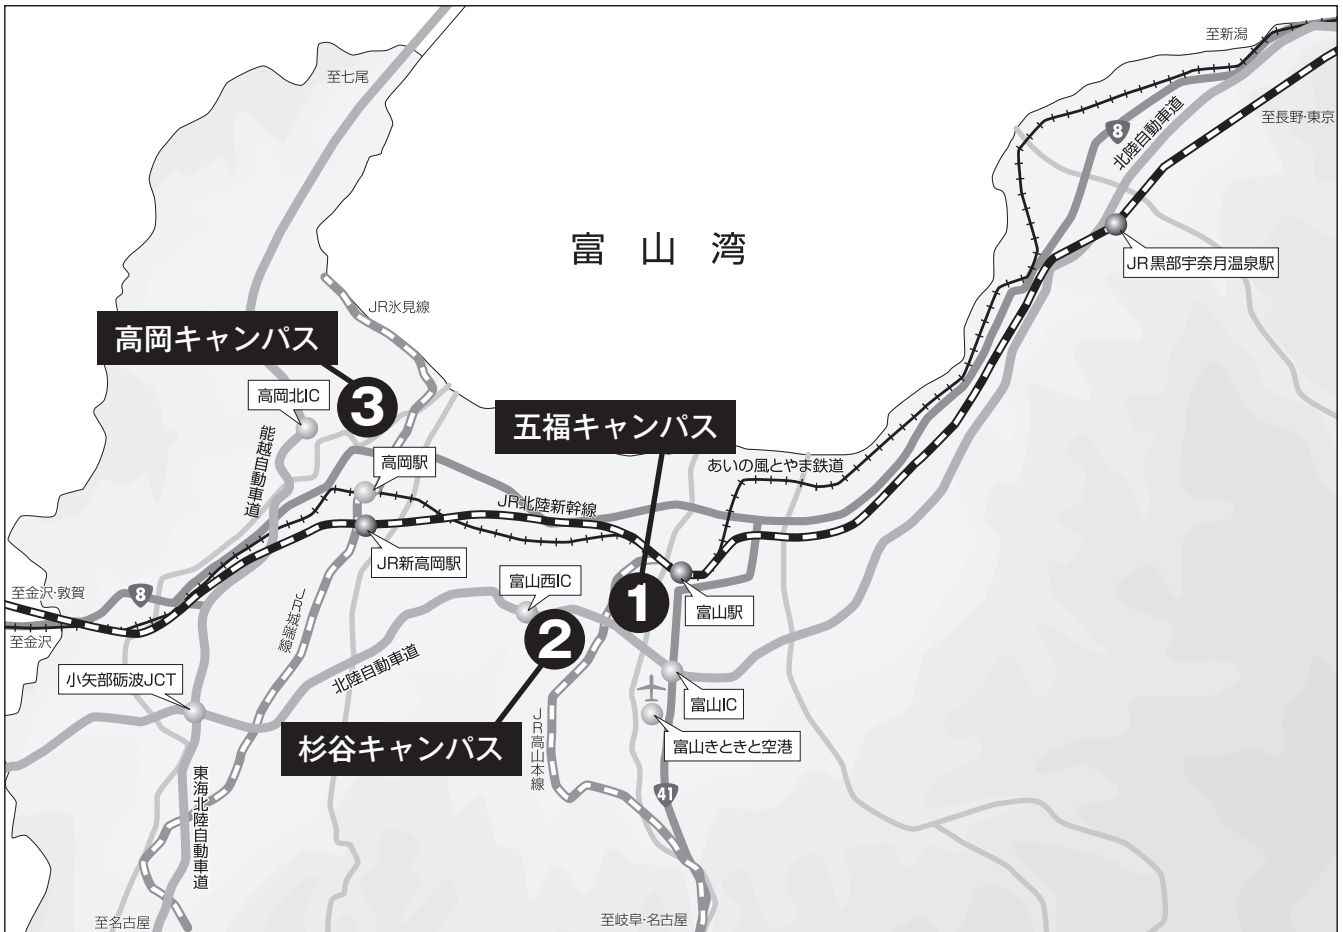 至新潟
至七尾
北陸自動車道
8
至長野・東京
富山湾
JR黒部宇奈月温泉駅
JR氷見線
高岡キャンパス
高岡北IC
3
五福キャンパス
能越自動車道
高岡駅
あいの風とやま鉄道
JR北陸新幹線
JR新高岡駅
富山西IC
至金沢・敦賀
8
1
富山駅
至金沢
JR城端線
2
北陸自動車道
小矢部砺波JCT
富山IC
杉谷キャンパス
JR高山本線
富山きときと空港
東海北陸自動車道
41
至名古屋
至岐阜・名古屋